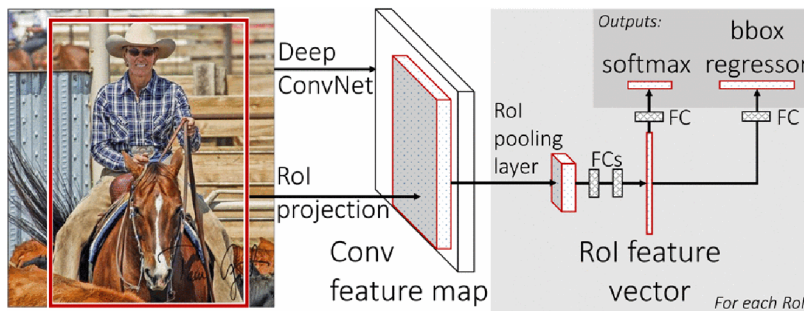 Deep
ConvNet
RoI
projection
Conv
feature map
RoI
pooling
layer
FCs
RoI feature
vector
Outputs:
softmax
bbox
regressor
FC
FC
For each RoI